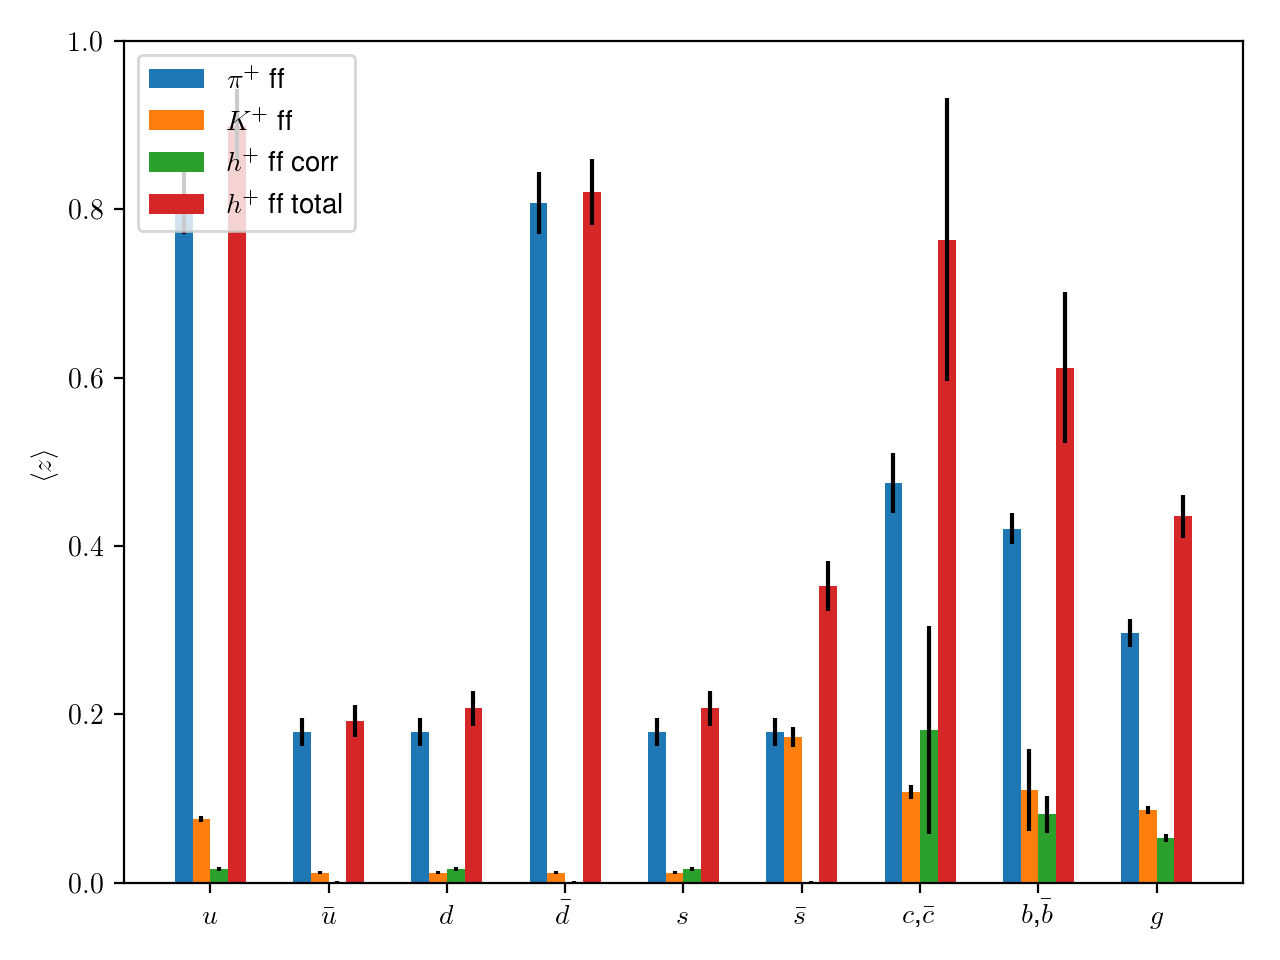 1.0
0.8
0.6
0.4
0.2
0.0
⟨z⟩
π⁺ ff
K⁺ ff
h⁺ ff corr
h⁺ ff total
u ū d d̄ s s̄ c,c̄ b,b̄ g